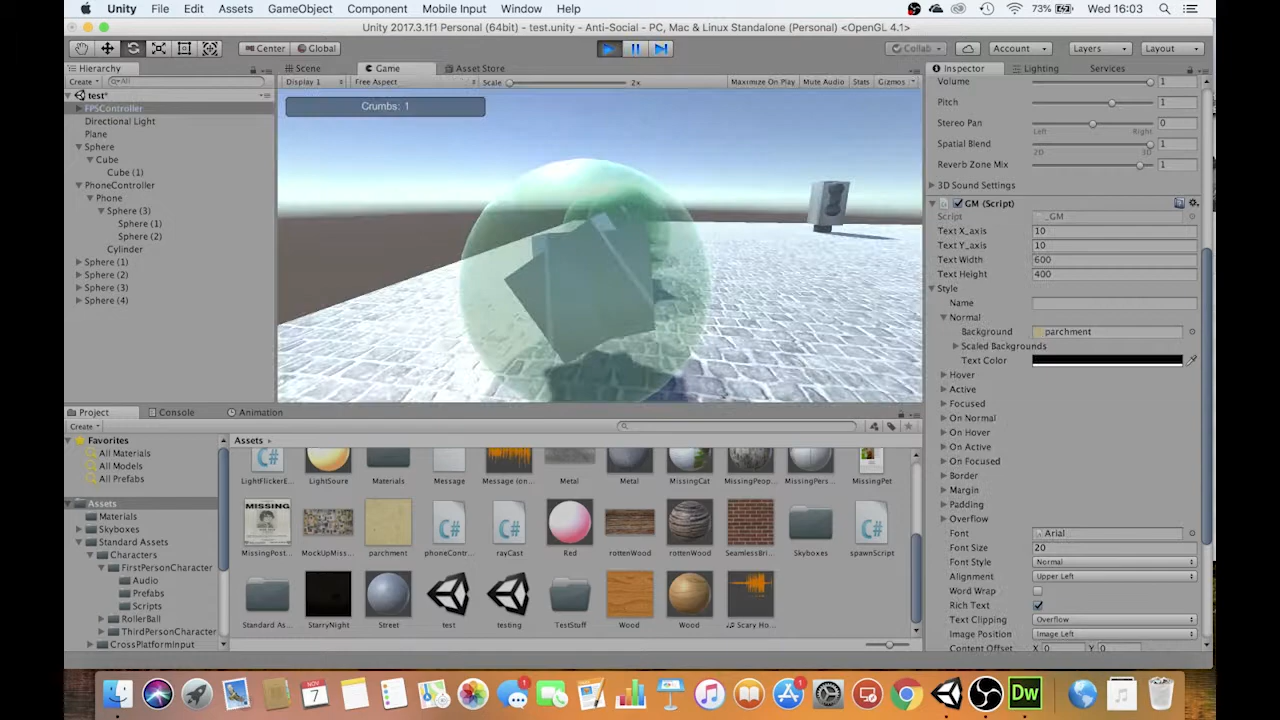 Unity File Edit Assets GameObject Component Mobile Input Window Help 73% Wed 16:03
Unity 2017.3.1f1 Personal (64bit) - test.unity - Anti-Social - PC, Mac & Linux Standalone (Personal) <OpenGL 4.1>
Center Global Collab Account Layers Layout
Hierarchy Scene Game Asset Store Inspector Lighting Services
Create All Display 1 Free Aspect Scale 2x Maximize On Play Mute Audio Stats Gizmos
test*
FPSController
Directional Light
Plane
Sphere
Cube
Cube (1)
PhoneController
Phone
Sphere (3)
Sphere (1)
Sphere (2)
Cylinder
Sphere (1)
Sphere (2)
Sphere (3)
Sphere (4)
Crumbs: 1
Volume 1
Pitch 1
Stereo Pan 0
Left Right
Spatial Blend 1
2D 3D
Reverb Zone Mix 1
3D Sound Settings
GM (Script)
Script _GM
Text X_axis 10
Text Y_axis 10
Text Width 600
Text Height 400
Style
Name
Normal
Background parchment
Scaled Backgrounds
Text Color
Hover
Active
Focused
On Normal
On Hover
On Active
On Focused
Border
Margin
Padding
Overflow
Font Arial
Font Size 20
Font Style Normal
Alignment Upper Left
Word Wrap
Rich Text
Text Clipping Overflow
Image Position Image Left
Content Offset X 0 Y 0
Project Console Animation
Create
Favorites
All Materials
All Models
All Prefabs
Assets
Materials
Skyboxes
Standard Assets
Characters
FirstPersonCharacter
Audio
Prefabs
Scripts
RollerBall
ThirdPersonCharacter
CrossPlatformInput
Assets
LightFlickerE... LightSoure Materials Message Message (on... Metal Metal MissingCat MissingPeop... MissingPers... MissingPet
MISSING
C# C# C#
MissingPost... MockUpMiss... parchment phoneContr... rayCast Red rottenWood rottenWood SeamlessBri... Skyboxes spawnScript
Standard As... StarryNight Street test testing TestStuff Wood Wood Scary Ho...
NOV
7
1
1
Dw